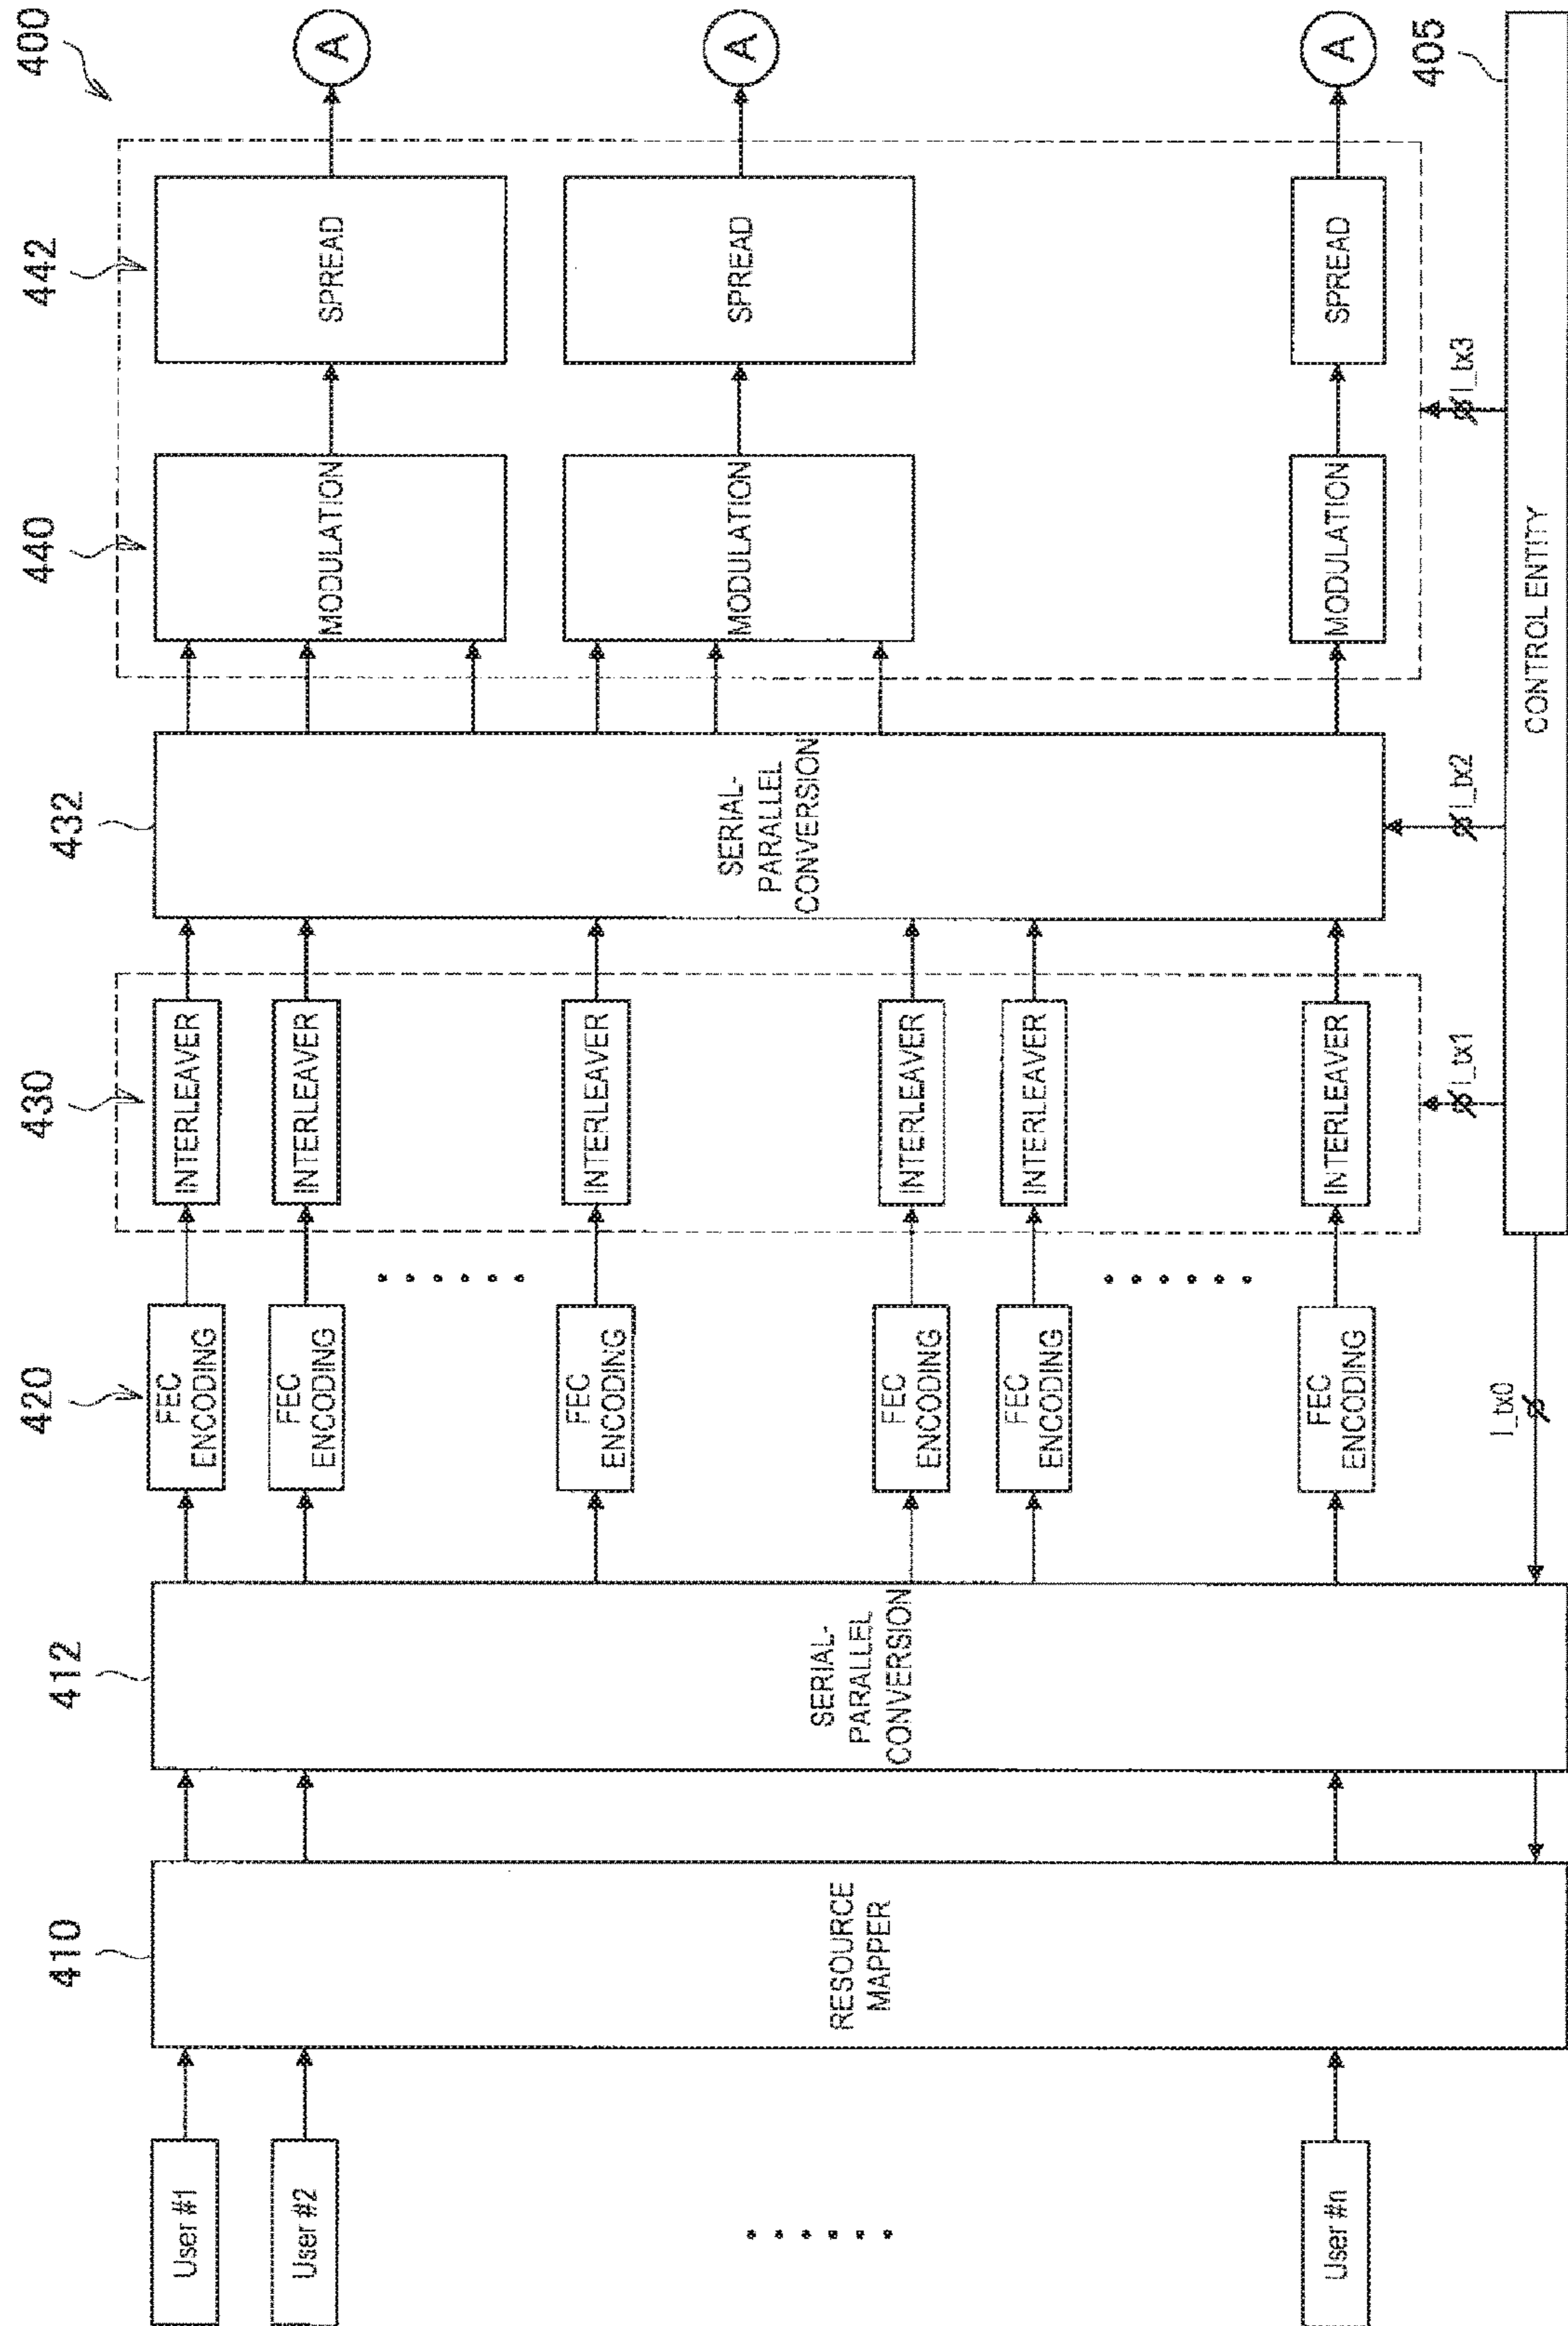 400
410
412
420
430
432
440
442
User #1
User #2
User #n
RESOURCE
MAPPER
SERIAL-
PARALLEL
CONVERSION
FEC
ENCODING
FEC
ENCODING
FEC
ENCODING
FEC
ENCODING
FEC
ENCODING
FEC
ENCODING
INTERLEAVER
INTERLEAVER
INTERLEAVER
INTERLEAVER
INTERLEAVER
INTERLEAVER
SERIAL-
PARALLEL
CONVERSION
MODULATION
MODULATION
MODULATION
SPREAD
SPREAD
SPREAD
A
A
A
I_tx0
I_tx1
I_tx2
I_tx3
405
CONTROL ENTITY